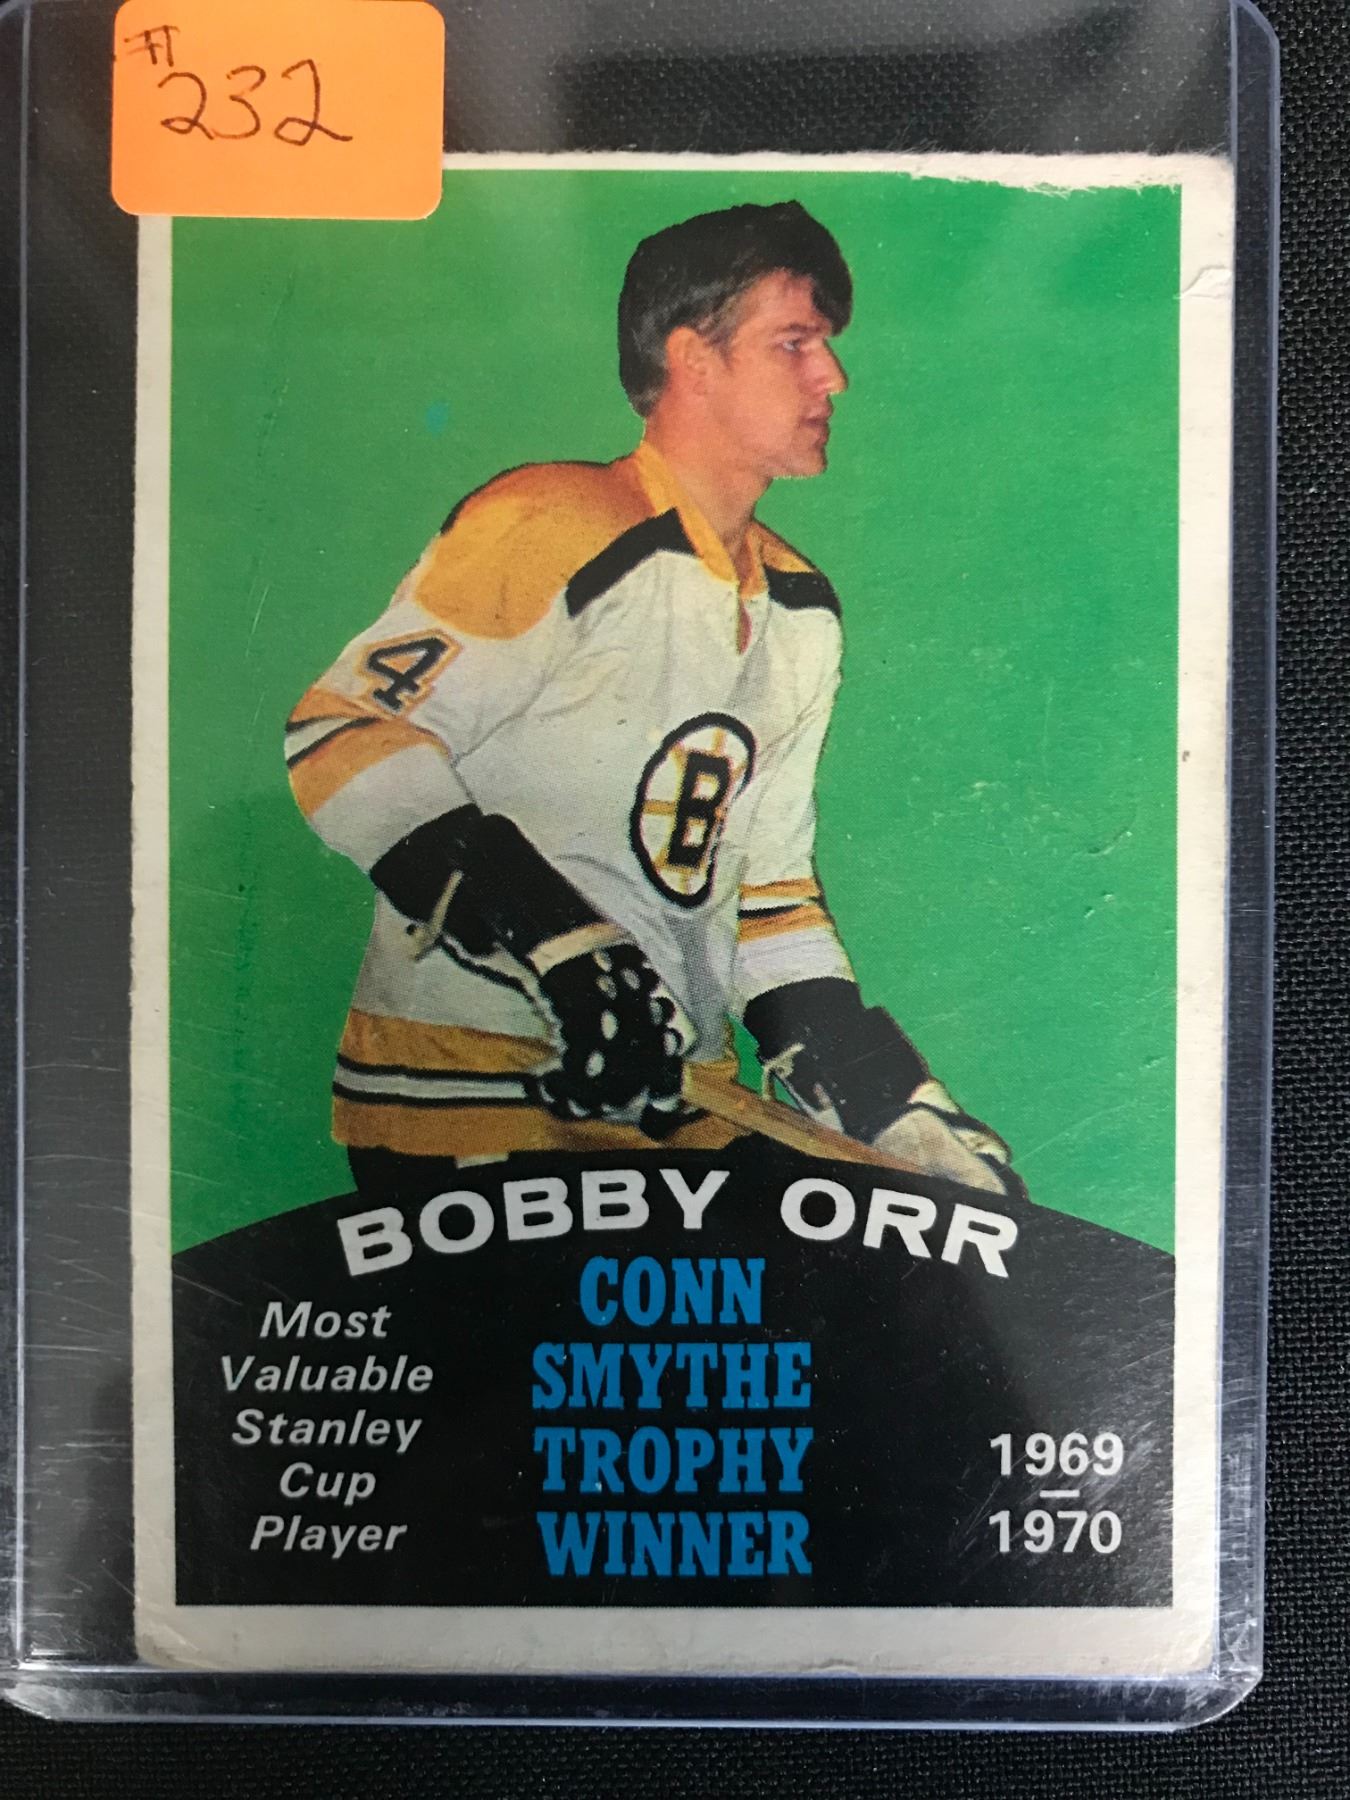 #232
4
B
BOBBY ORR
CONN
SMYTHE
TROPHY
WINNER
Most
Valuable
Stanley
Cup
Player
1969
—
1970